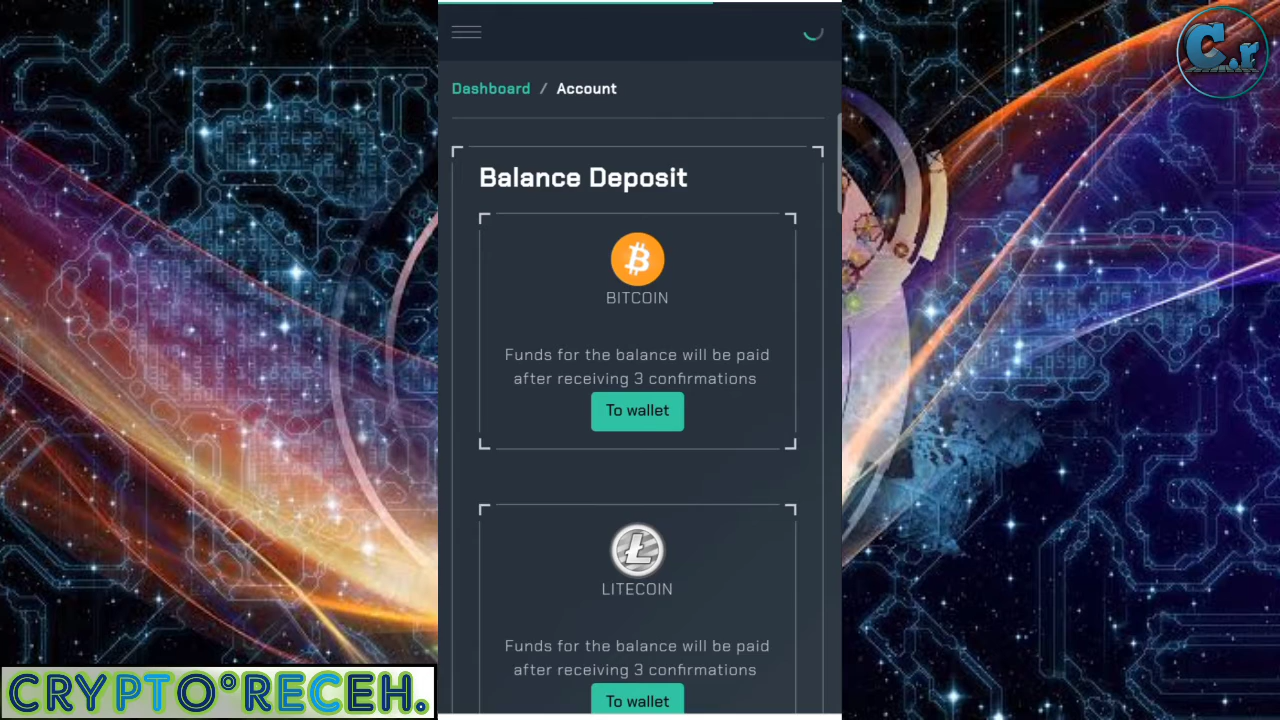 C.r
Dashboard / Account
Balance Deposit
BITCOIN
Funds for the balance will be paid
after receiving 3 confirmations
To wallet
LITECOIN
Funds for the balance will be paid
after receiving 3 confirmations
To wallet
CRYPTO°RECEH.